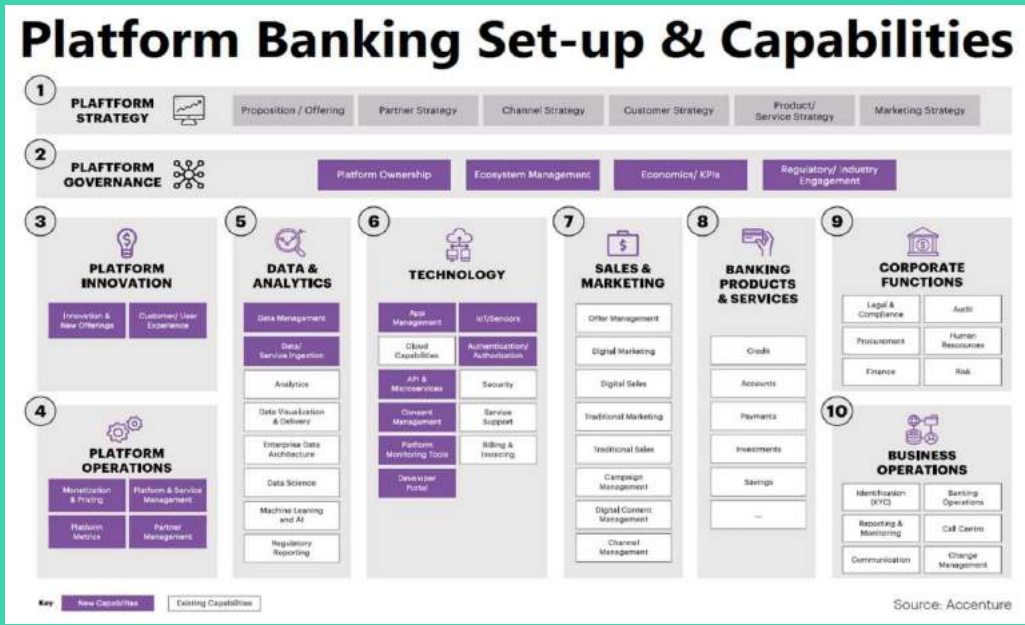 Platform Banking Set-up & Capabilities
1
PLAFTFORM
STRATEGY
Proposition / Offering
Partner Strategy
Channel Strategy
Customer Strategy
Product/
Service Strategy
Marketing Strategy
2
PLAFTFORM
GOVERNANCE
Platform Ownership
Ecosystem Management
Economics/ KPIs
Regulatory/ Industry
Engagement
3
PLATFORM
INNOVATION
Innovation &
New Offerings
Customer/ User
Experience
4
PLATFORM
OPERATIONS
Monetization
& Pricing
Platform & Service
Management
Platform
Metrics
Partner
Management
5
DATA &
ANALYTICS
Data Management
Data/
Service Ingestion
Analytics
Data Visualization
& Delivery
Enterprise Data
Architecture
Data Science
Machine Leaning
and AI
Regulatory
Reporting
6
TECHNOLOGY
App
Management
IoT/Sensors
Cloud
Capabilities
Authentication/
Authorization
API &
Microservices
Security
Consent
Management
Service
Support
Platform
Monitoring Tools
Billing &
Invoicing
Developer
Portal
7
$
SALES &
MARKETING
Offer Management
Digital Marketing
Digital Sales
Traditional Marketing
Traditional Sales
Campaign
Management
Digital Content
Management
Channel
Management
8
BANKING
PRODUCTS
& SERVICES
Credit
Accounts
Payments
Investments
Savings
...
9
CORPORATE
FUNCTIONS
Legal &
Compliance
Audit
Procurement
Human
Resources
Finance
Risk
10
BUSINESS
OPERATIONS
Identification
(KYC)
Banking
Operations
Reporting &
Monitoring
Call Centre
Communication
Change
Management
Key
New Capabilities
Existing Capabilities
Source: Accenture